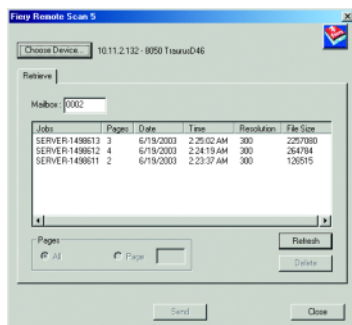 Fiery Remote Scan 5
Choose Device... 10.11.2.132 - 8050 TsaurusD46
Retrieve
Mailbox: 0002
Jobs Pages Date Time Resolution File Size
SERVER-1498613 3 6/19/2003 2:25:02 AM 300 2257080
SERVER-1498612 4 6/19/2003 2:24:19 AM 300 264784
SERVER-1498611 2 6/19/2003 2:23:37 AM 300 126515
Pages
All Page
Refresh
Delete
Send Close